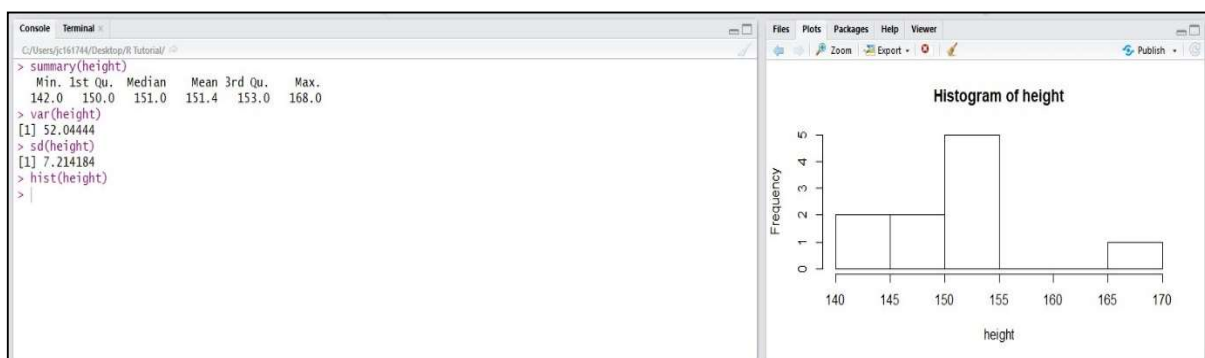 Console Terminal ×
C:/Users/jc161744/Desktop/R Tutorial/
> summary(height)
Min. 1st Qu. Median Mean 3rd Qu. Max.
142.0 150.0 151.0 151.4 153.0 168.0
> var(height)
[1] 52.04444
> sd(height)
[1] 7.214184
> hist(height)
>
Files Plots Packages Help Viewer
Zoom Export Publish
Histogram of height
Frequency
5
4
3
2
1
0
140 145 150 155 160 165 170
height